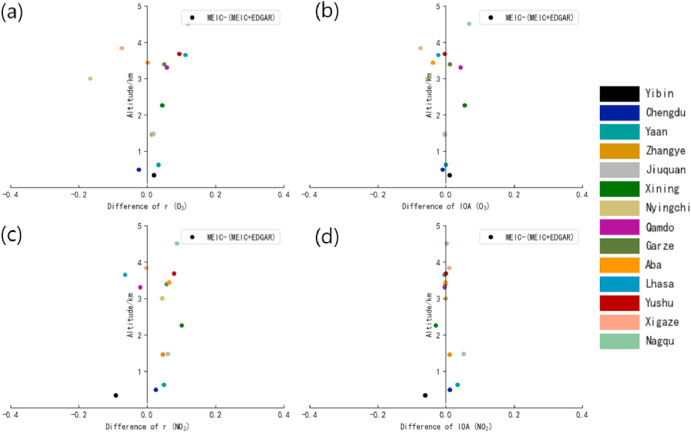 (a)
MEIC-(MEIC+EDGAR)
5
4
3
2
1
Altitude/km
−0.4
−0.2
0.0
0.2
0.4
Difference of r (O₃)
(b)
MEIC-(MEIC+EDGAR)
5
4
3
2
1
Altitude/km
−0.4
−0.2
0.0
0.2
0.4
Difference of IOA (O₃)
(c)
MEIC-(MEIC+EDGAR)
5
4
3
2
1
Altitude/km
−0.4
−0.2
0.0
0.2
0.4
Difference of r (NO₂)
(d)
MEIC-(MEIC+EDGAR)
5
4
3
2
1
Altitude/km
−0.4
−0.2
0.0
0.2
0.4
Difference of IOA (NO₂)
Yibin
Chengdu
Yaan
Zhangye
Jiuquan
Xining
Nyingchi
Qamdo
Garze
Aba
Lhasa
Yushu
Xigaze
Nagqu